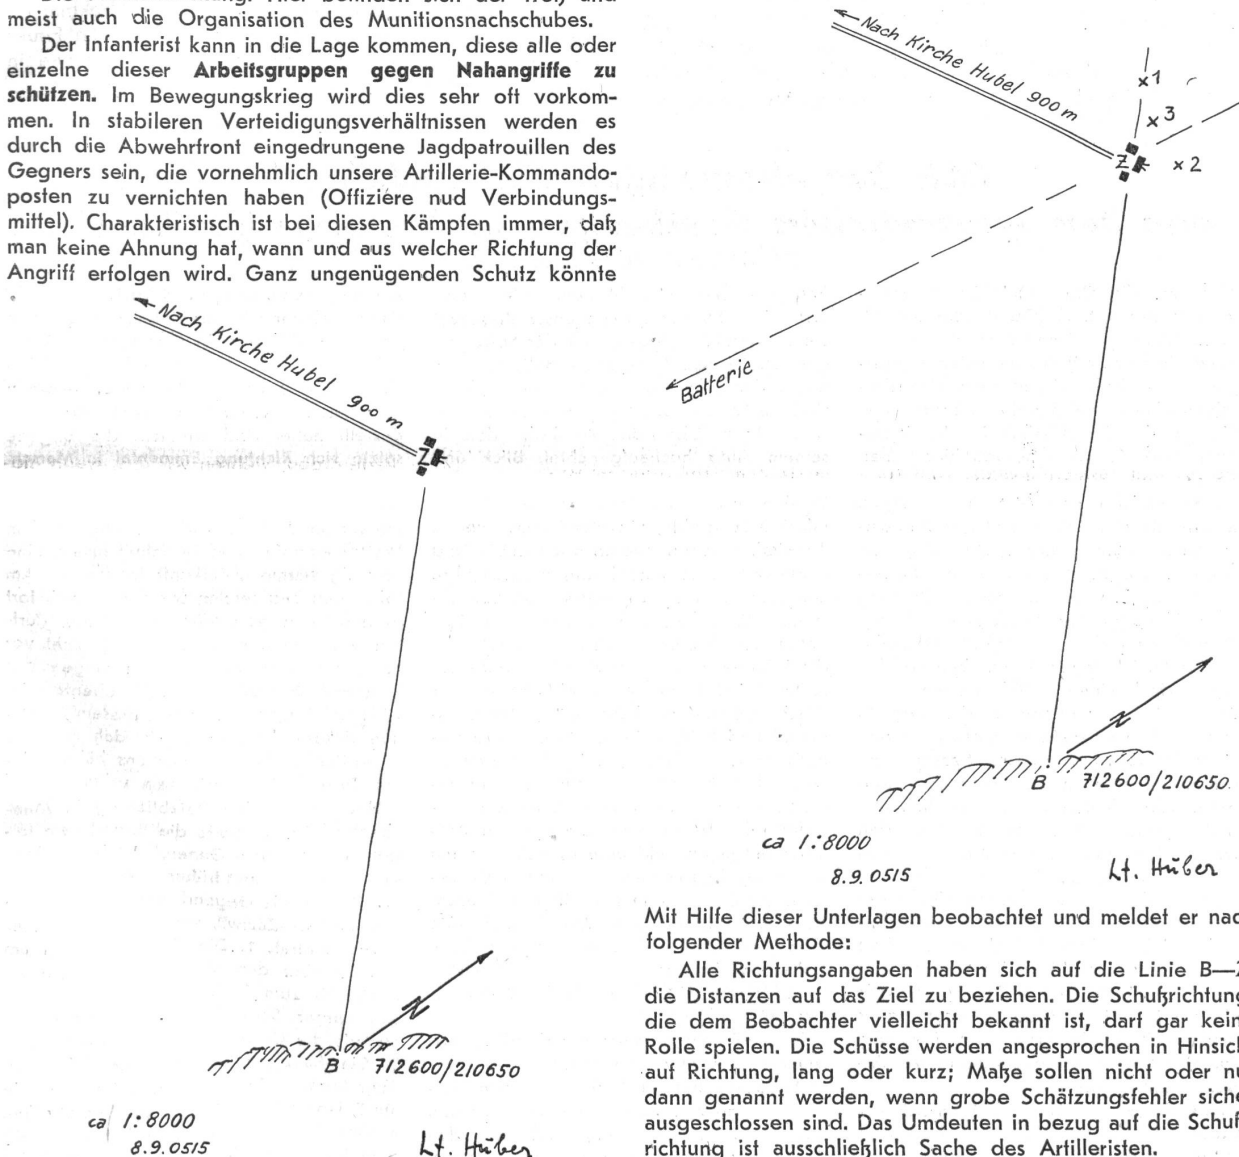 meist auch die Organisation des Munitionsnachschubes.
Der Infanterist kann in die Lage kommen, diese alle oder
einzelne dieser Arbeitsgruppen gegen Nahangriffe zu
schützen. Im Bewegungskrieg wird dies sehr oft vorkom-
men. In stabileren Verteidigungsverhältnissen werden es
durch die Abwehrfront eingedrungene Jagdpatrouillen des
Gegners sein, die vornehmlich unsere Artillerie-Kommando-
posten zu vernichten haben (Offiziere nud Verbindungs-
mittel). Charakteristisch ist bei diesen Kämpfen immer, daß
man keine Ahnung hat, wann und aus welcher Richtung der
Angriff erfolgen wird. Ganz ungenügenden Schutz könnte
Nach Kirche Hubel 900 m
Z
B
712600/210650
ca 1:8000
8.9.0515
Lt. Huber
Nach Kirche Hubel 900 m
x1
x3
Z
x2
Batterie
B
712600/210650
ca 1:8000
8.9.0515
Lt. Huber
Mit Hilfe dieser Unterlagen beobachtet und meldet er nac
folgender Methode:
Alle Richtungsangaben haben sich auf die Linie B—Z
die Distanzen auf das Ziel zu beziehen. Die Schußrichtung
die dem Beobachter vielleicht bekannt ist, darf gar kein
Rolle spielen. Die Schüsse werden angesprochen in Hinsich
auf Richtung, lang oder kurz; Maße sollen nicht oder nu
dann genannt werden, wenn grobe Schätzungsfehler siche
ausgeschlossen sind. Das Umdeuten in bezug auf die Schuß
richtung ist ausschließlich Sache des Artilleristen.